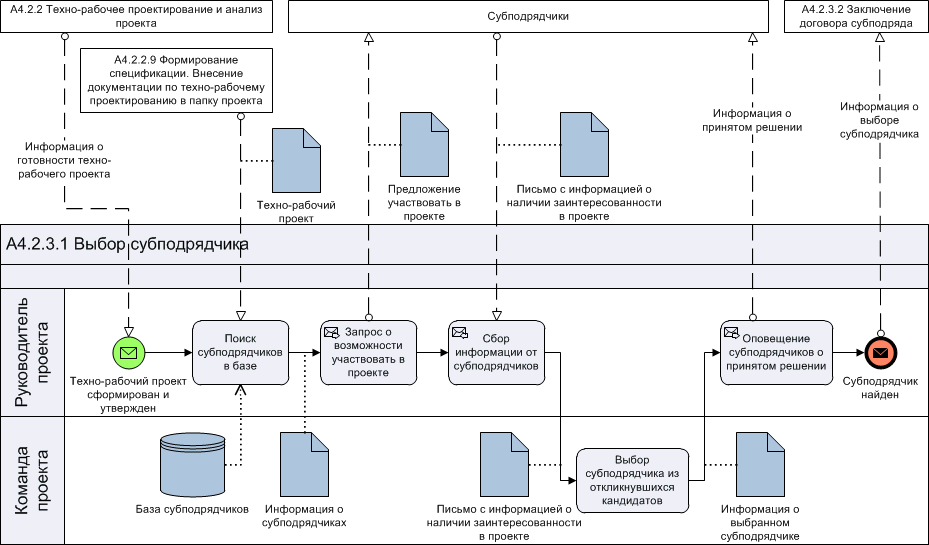 А4.2.2 Техно-рабочее проектирование и анализ
проекта
Субподрядчики
А4.2.3.2 Заключение
договора субподряда
А4.2.2.9 Формирование
спецификации. Внесение
документации по техно-рабочему
проектированию в папку проекта
Информация о
готовности техно-
рабочего проекта
Техно-рабочий
проект
Предложение
участвовать в
проекте
Письмо с информацией о
наличии заинтересованности
в проекте
Информация о
принятом решении
Информация о
выборе
субподрядчика
А4.2.3.1 Выбор субподрядчика
Руководитель
проекта
Техно-рабочий проект
сформирован и
утвержден
Поиск
субподрядчиков
в базе
Запрос о
возможности
участвовать в
проекте
Сбор
информации от
субподрядчиков
Оповещение
субподрядчиков о
принятом решении
Субподрядчик
найден
Команда
проекта
База субподрядчиков
Информация о
субподрядчиках
Письмо с информацией о
наличии заинтересованности
в проекте
Выбор
субподрядчика из
откликнувшихся
кандидатов
Информация о
выбранном
субподрядчике